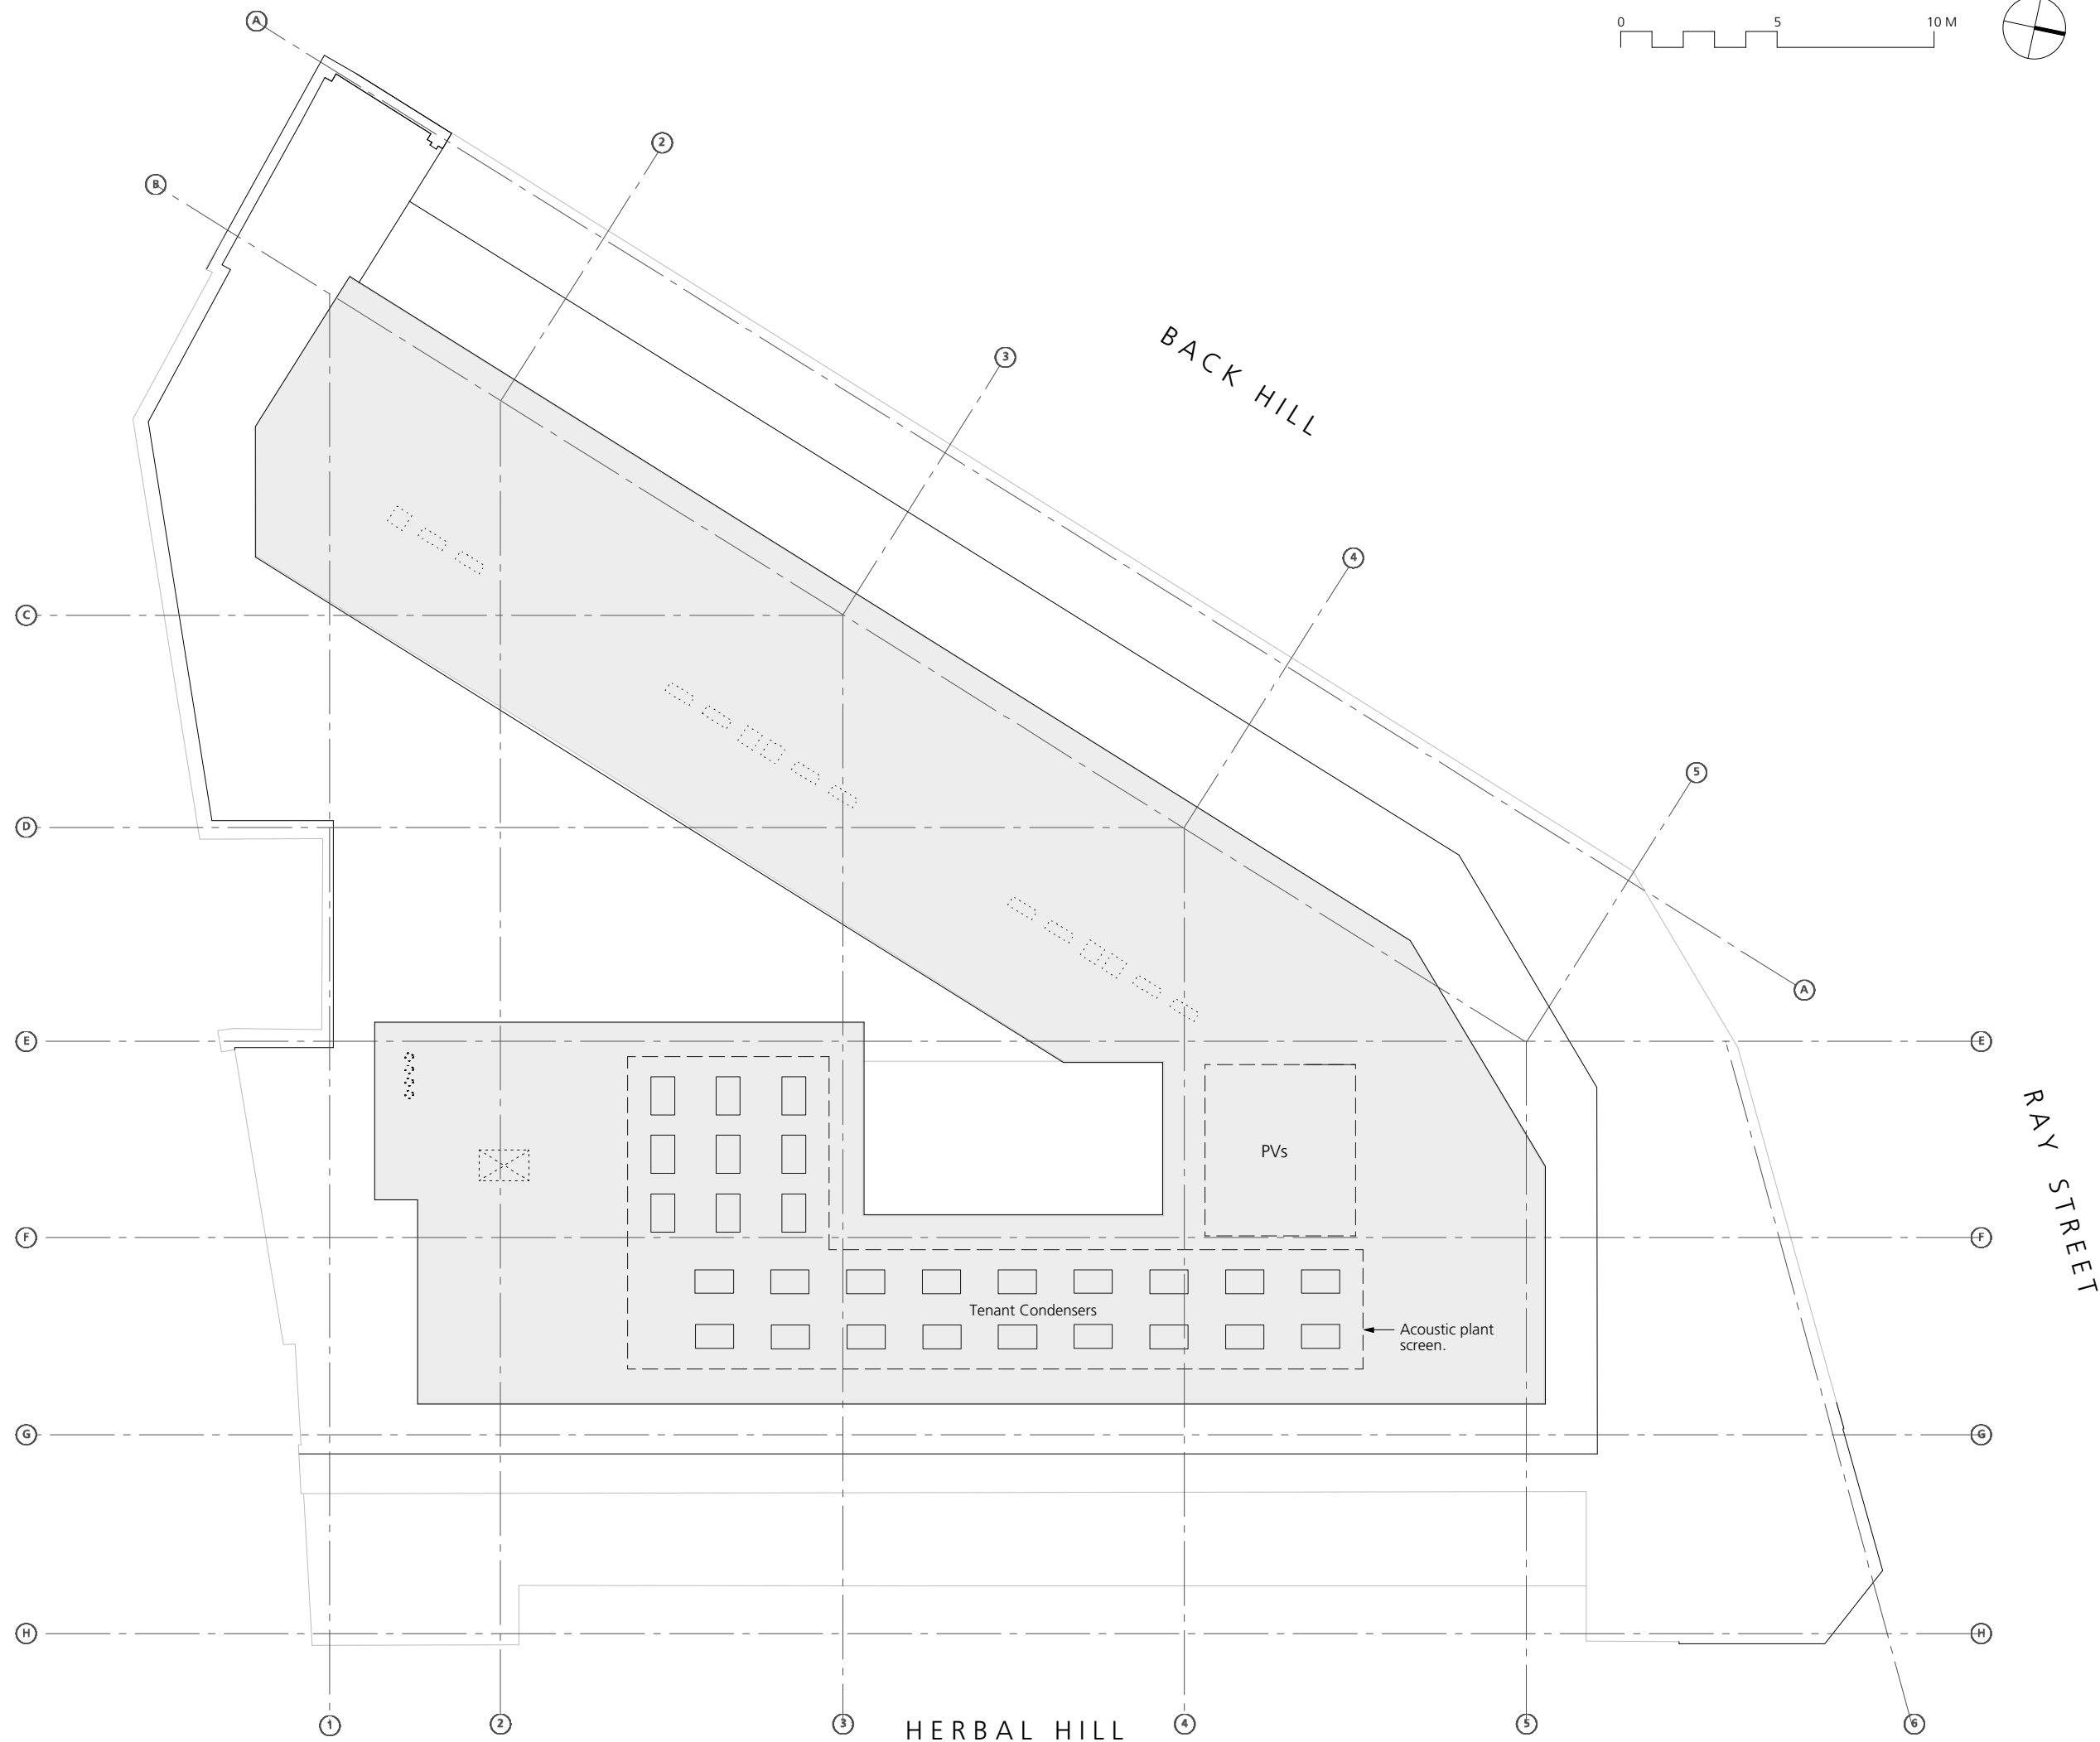 0 5 10 M
A
2
B
3
BACK HILL
4
C
5
D
A
E
E
RAY STREET
PVs
F
F
Tenant Condensers
Acoustic plant
screen.
G
G
H
H
1
2
3
4
5
6
HERBAL HILL